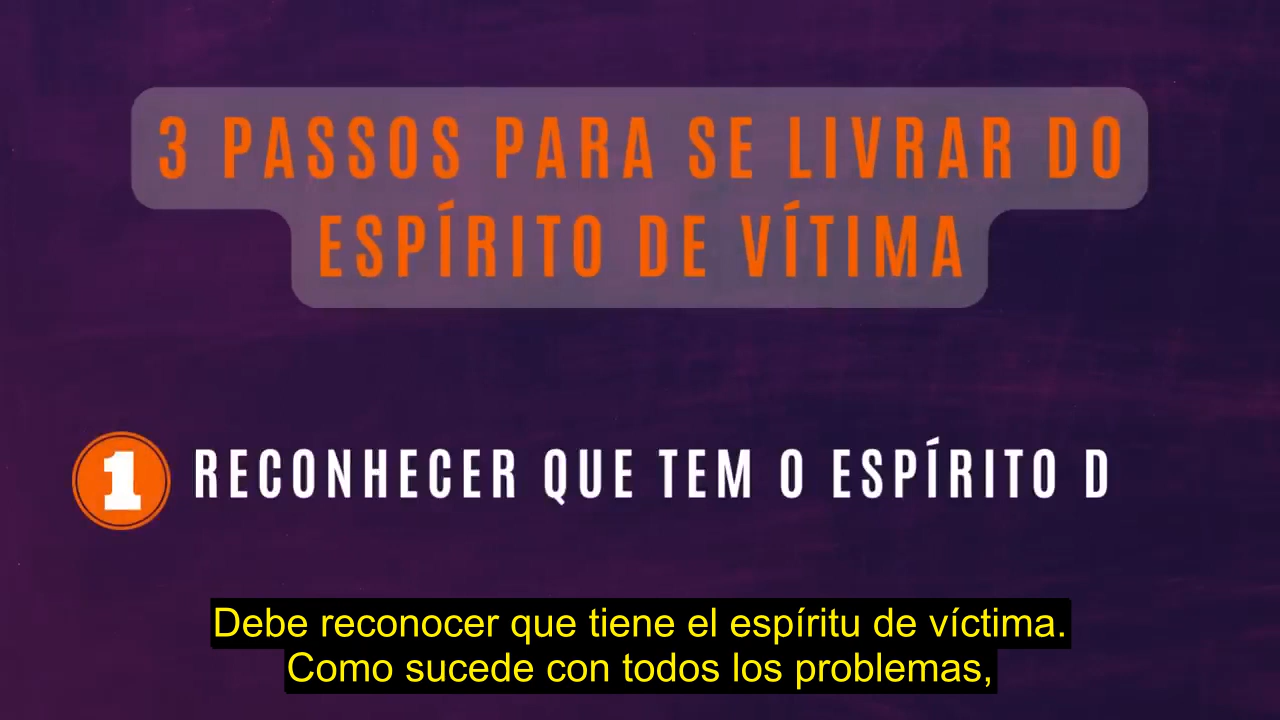 3 PASSOS PARA SE LIVRAR DO
ESPÍRITO DE VÍTIMA
1 RECONHECER QUE TEM O ESPÍRITO D
Debe reconocer que tiene el espíritu de víctima.
Como sucede con todos los problemas,